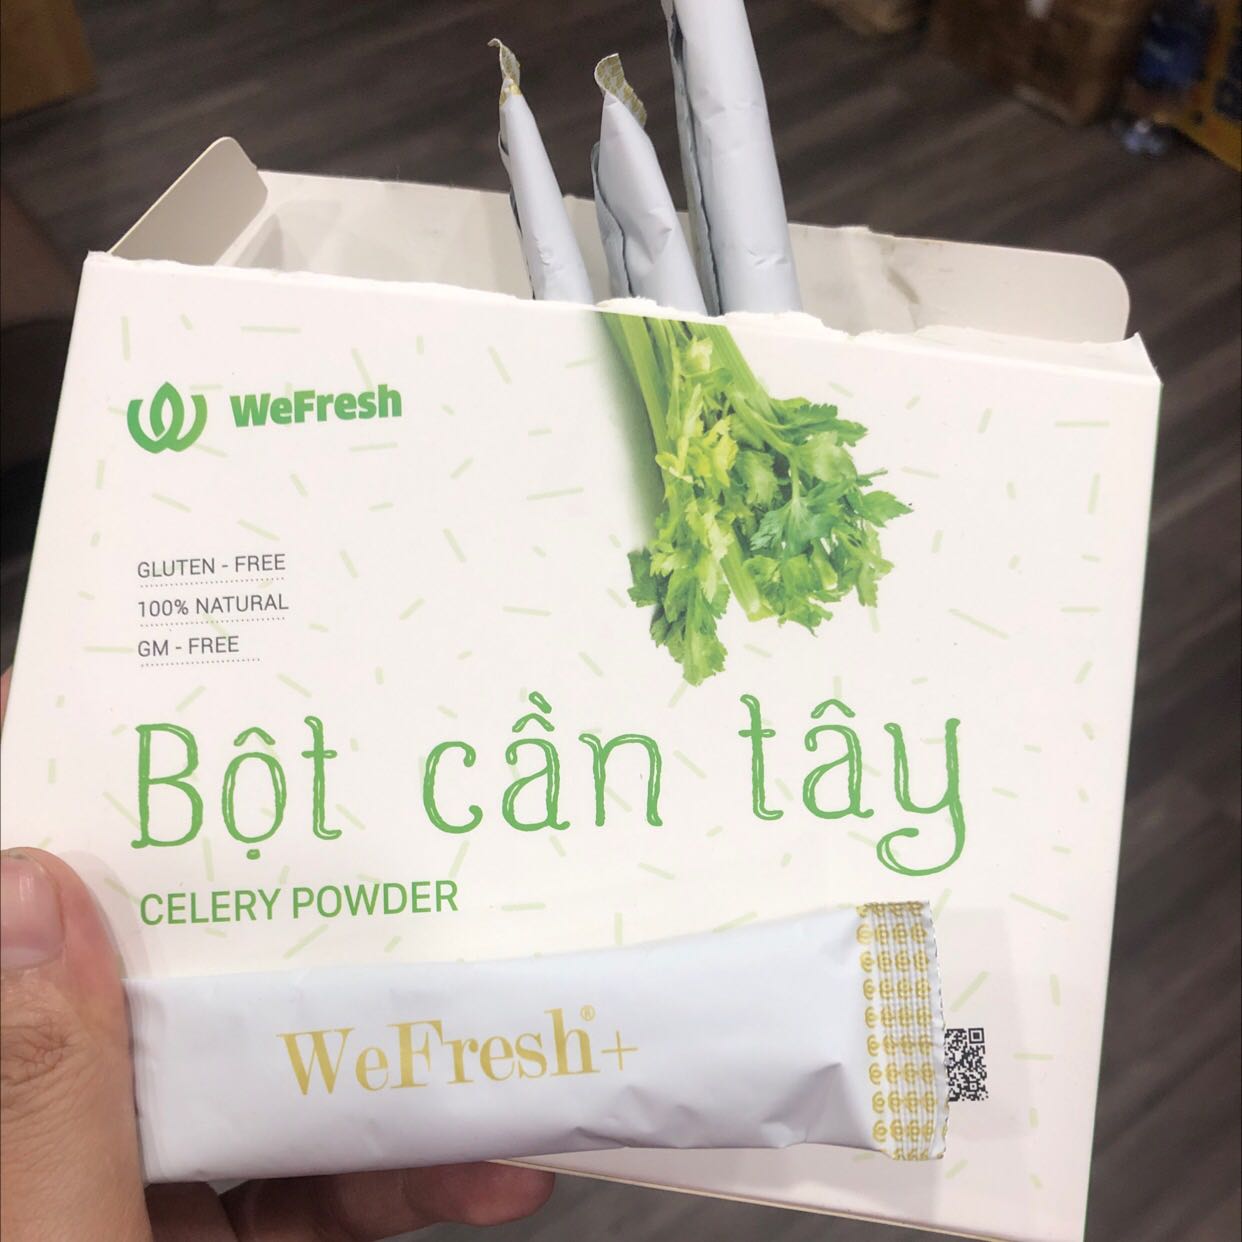 WeFresh
GLUTEN - FREE
100% NATURAL
GM - FREE
Bột cần tây
CELERY POWDER
WeFresh®+